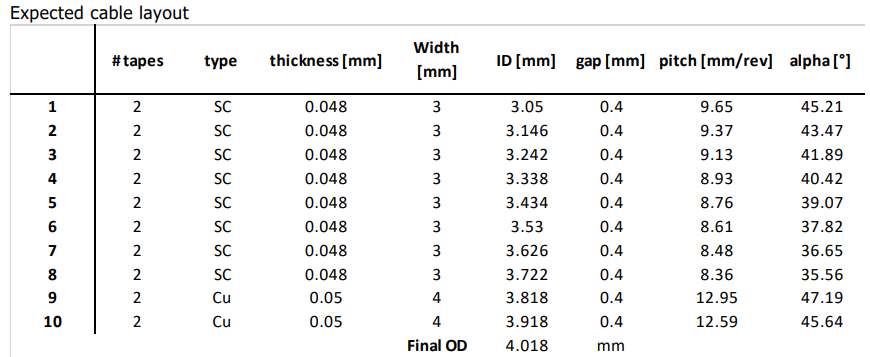 Expected cable layout
# tapes type thickness [mm] Width [mm] ID [mm] gap [mm] pitch [mm/rev] alpha [°]
1 2 SC 0.048 3 3.05 0.4 9.65 45.21
2 2 SC 0.048 3 3.146 0.4 9.37 43.47
3 2 SC 0.048 3 3.242 0.4 9.13 41.89
4 2 SC 0.048 3 3.338 0.4 8.93 40.42
5 2 SC 0.048 3 3.434 0.4 8.76 39.07
6 2 SC 0.048 3 3.53 0.4 8.61 37.82
7 2 SC 0.048 3 3.626 0.4 8.48 36.65
8 2 SC 0.048 3 3.722 0.4 8.36 35.56
9 2 Cu 0.05 4 3.818 0.4 12.95 47.19
10 2 Cu 0.05 4 3.918 0.4 12.59 45.64
Final OD 4.018 mm